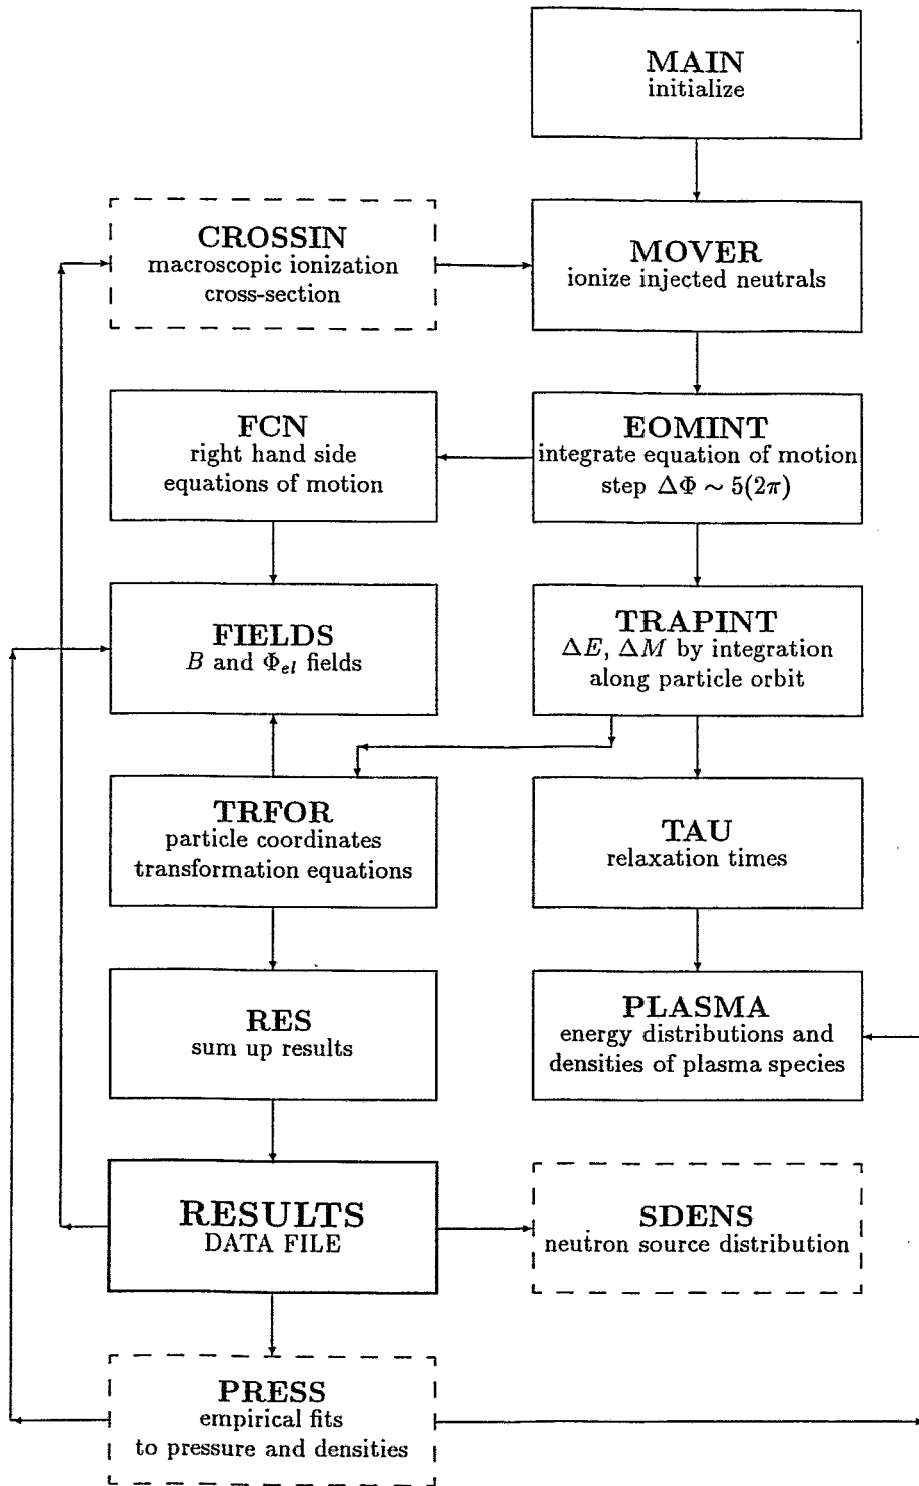 MAIN
initialize
CROSSIN
macroscopic ionization
cross-section
MOVER
ionize injected neutrals
FCN
right hand side
equations of motion
EOMINT
integrate equation of motion
step ΔΦ ∼ 5(2π)
FIELDS
B and Φ_el fields
TRAPINT
ΔE, ΔM by integration
along particle orbit
TRFOR
particle coordinates
transformation equations
TAU
relaxation times
RES
sum up results
PLASMA
energy distributions and
densities of plasma species
RESULTS
DATA FILE
SDENS
neutron source distribution
PRESS
empirical fits
to pressure and densities